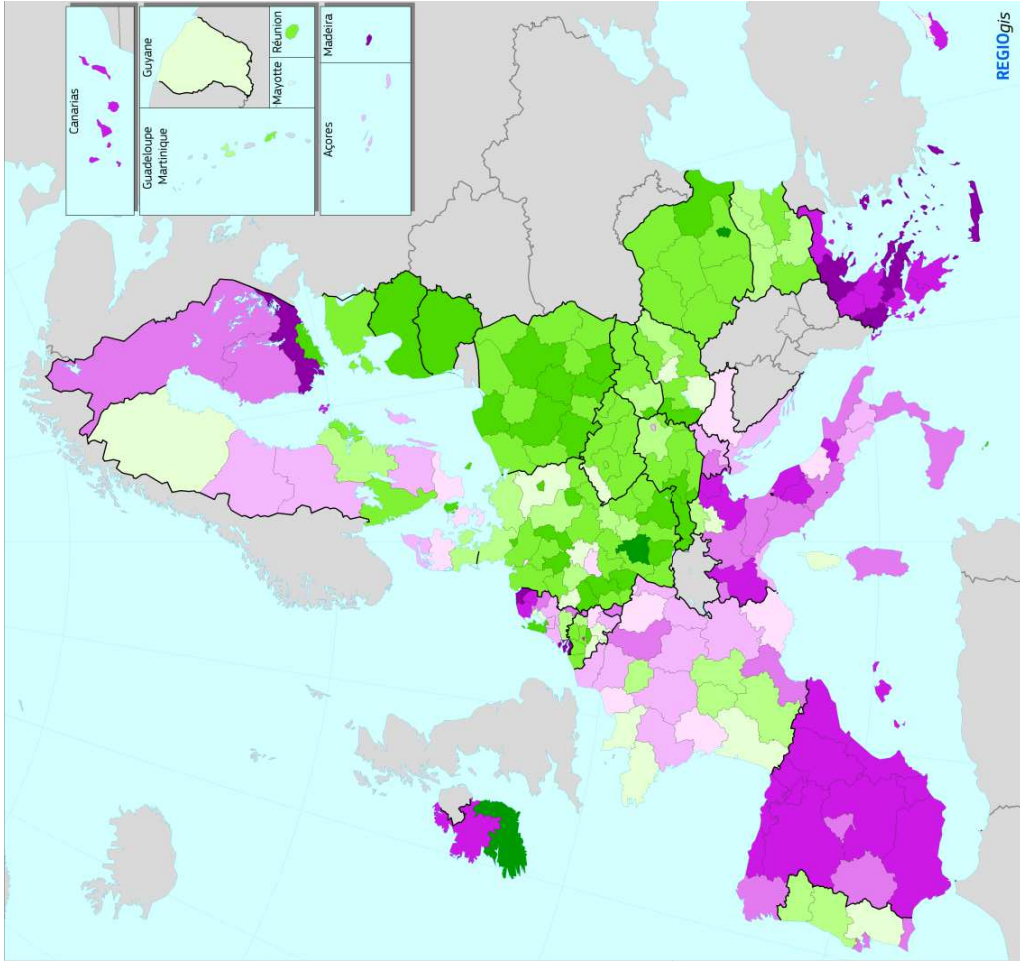 REGIOgis
Canarias
Guyane
Guadeloupe
Martinique
Mayotte
Réunion
Açores
Madeira